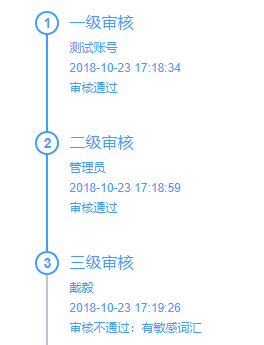 1 一级审核
测试账号
2018-10-23 17:18:34
审核通过
2 二级审核
管理员
2018-10-23 17:18:59
审核通过
3 三级审核
戴毅
2018-10-23 17:19:26
审核不通过：有敏感词汇